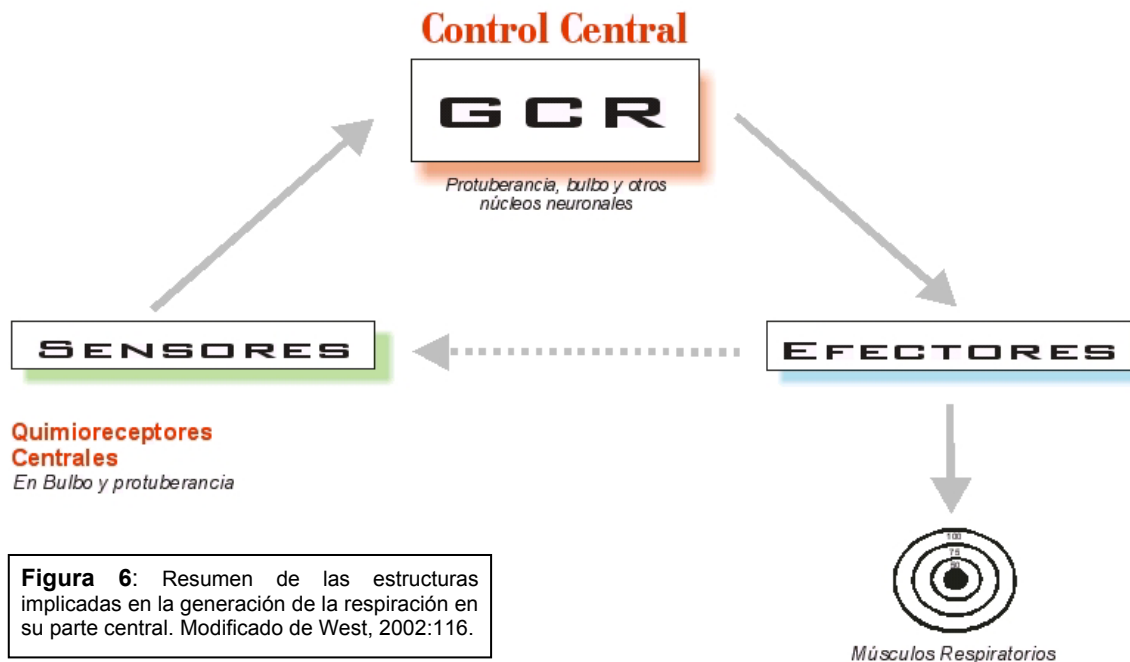 Control Central
GCR
Protuberancia, bulbo y otros
núcleos neuronales
SENSORES
EFECTORES
Quimioreceptores
Centrales
En Bulbo y protuberancia
100
75
50
Músculos Respiratorios
Figura 6: Resumen de las estructuras
implicadas en la generación de la respiración en
su parte central. Modificado de West, 2002:116.